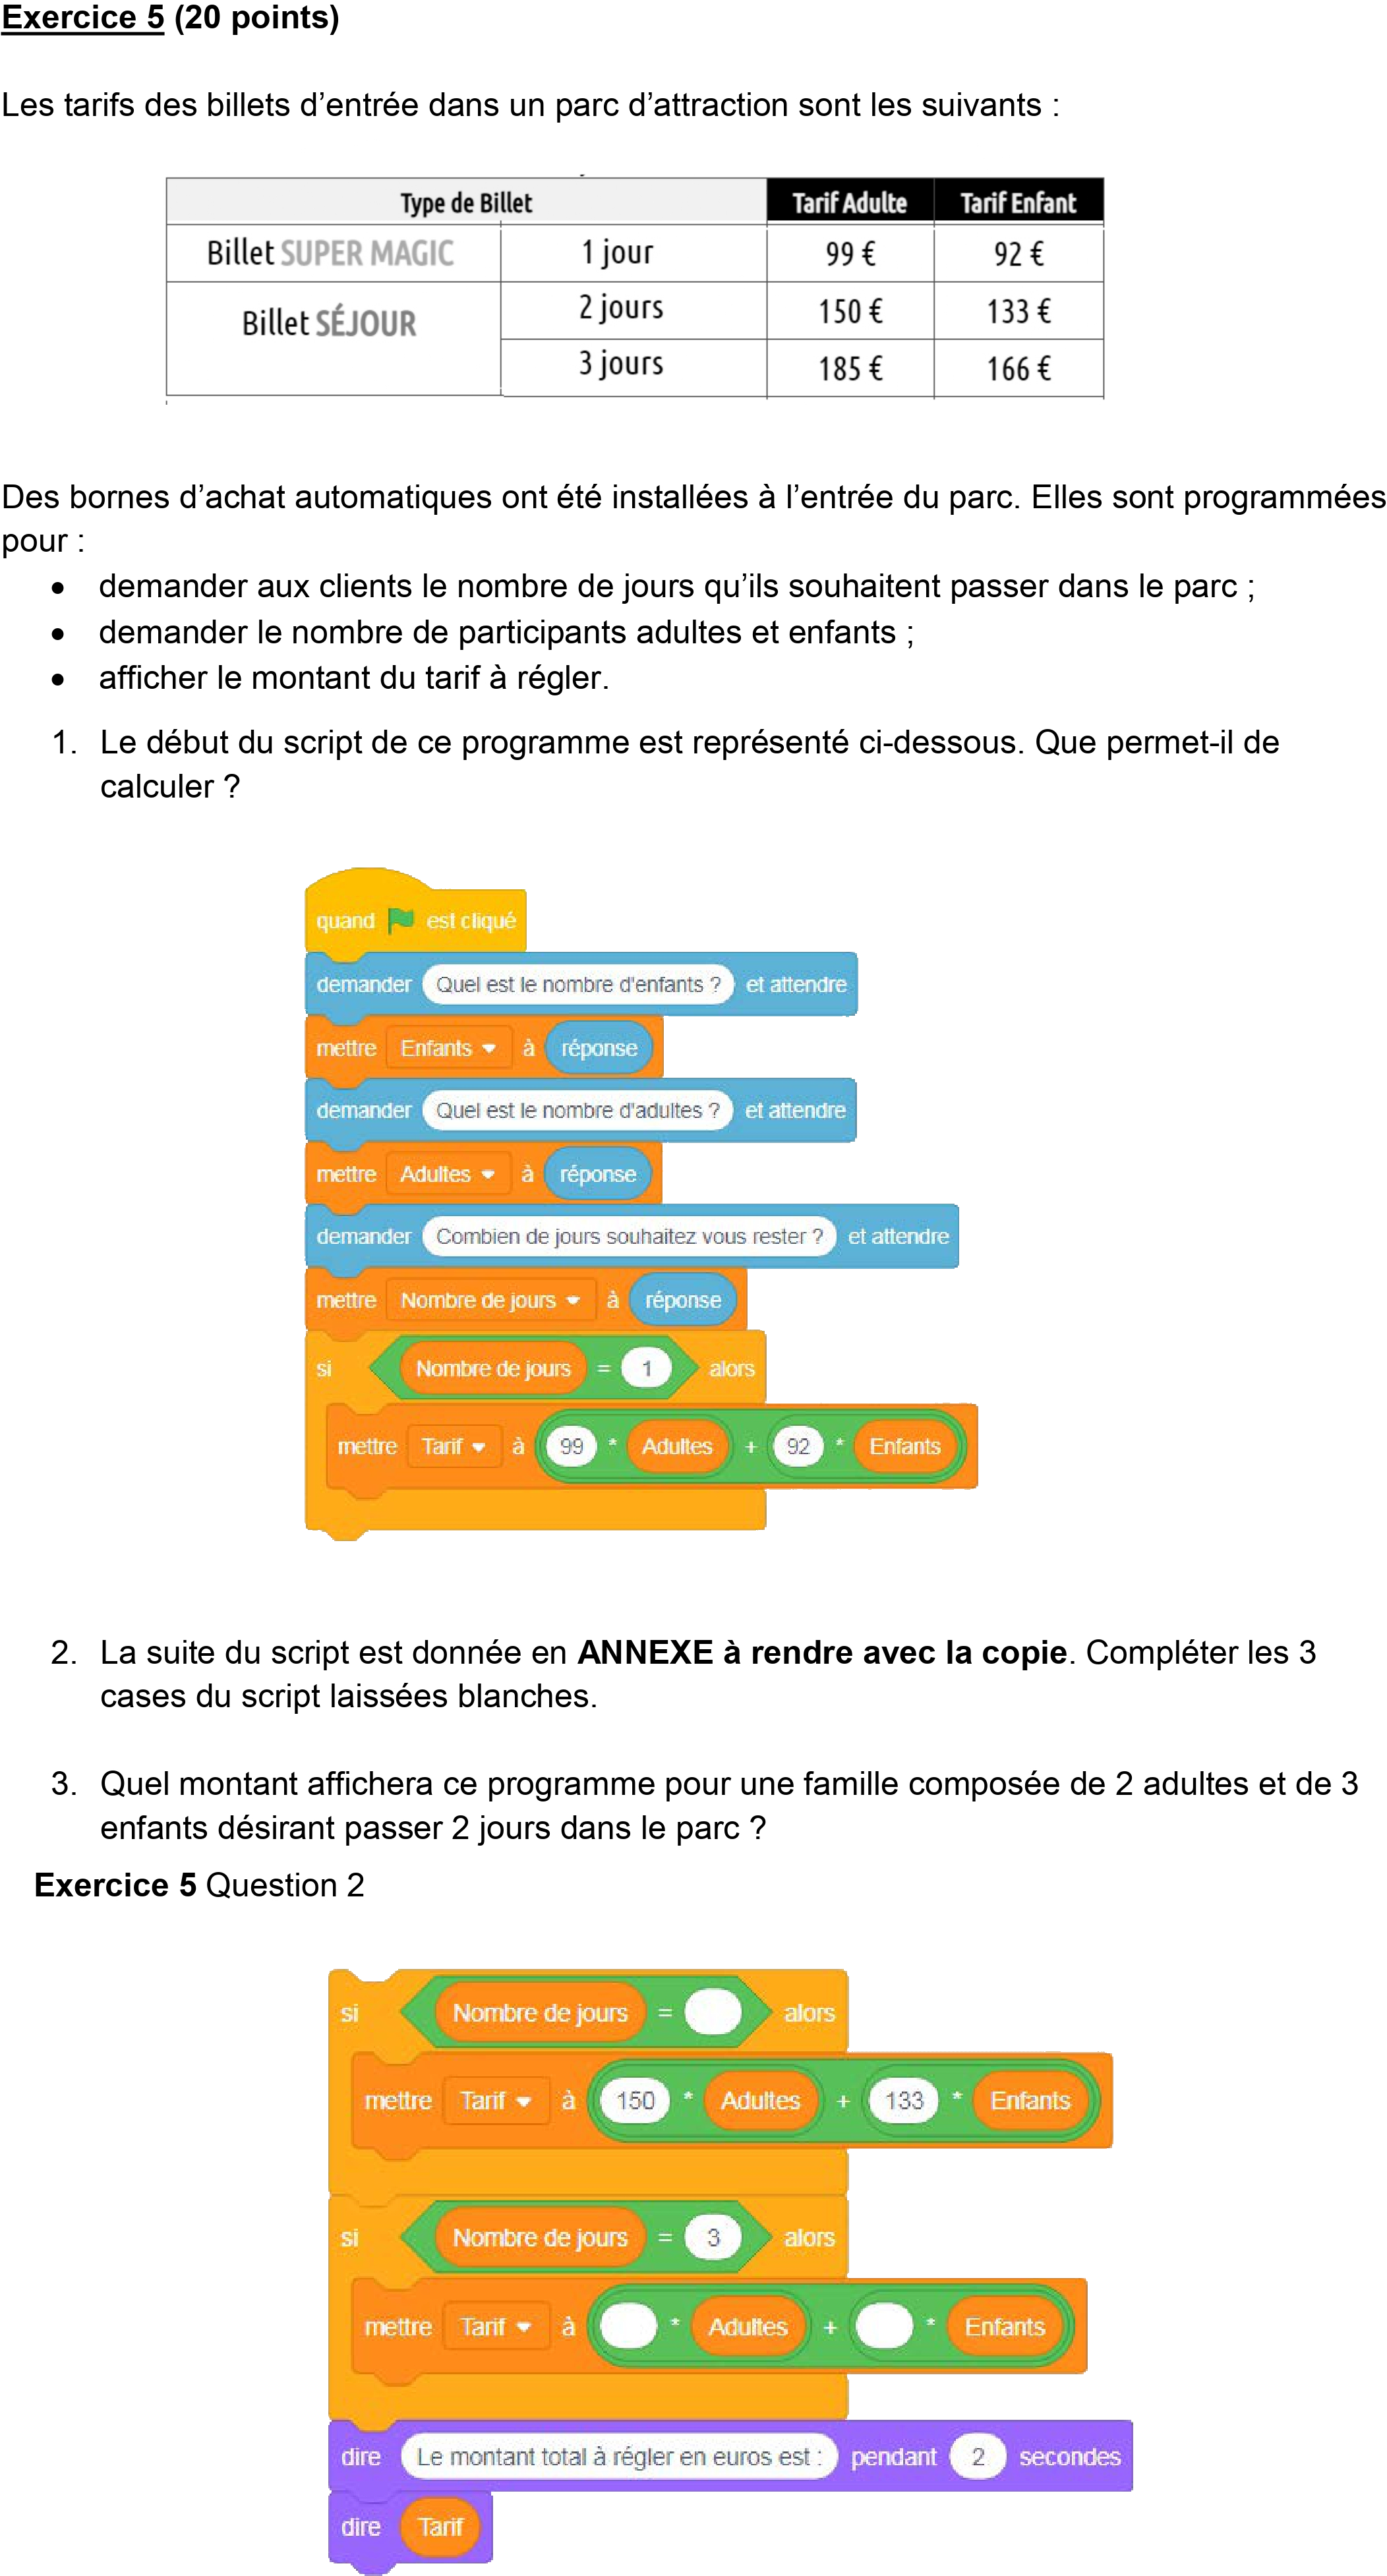 Exercice 5 (20 points)
Les tarifs des billets d’entrée dans un parc d’attraction sont les suivants :
Type de Billet Tarif Adulte Tarif Enfant
Billet SUPER MAGIC 1 jour 99 € 92 €
Billet SÉJOUR 2 jours 150 € 133 €
3 jours 185 € 166 €
Des bornes d’achat automatiques ont été installées à l’entrée du parc. Elles sont programmées
pour :
• demander aux clients le nombre de jours qu’ils souhaitent passer dans le parc ;
• demander le nombre de participants adultes et enfants ;
• afficher le montant du tarif à régler.
1. Le début du script de ce programme est représenté ci-dessous. Que permet-il de
calculer ?
quand est cliqué
demander Quel est le nombre d'enfants ? et attendre
mettre Enfants à réponse
demander Quel est le nombre d'adultes ? et attendre
mettre Adultes à réponse
demander Combien de jours souhaitez vous rester ? et attendre
mettre Nombre de jours à réponse
si Nombre de jours = 1 alors
mettre Tarif à 99 * Adultes + 92 * Enfants
2. La suite du script est donnée en ANNEXE à rendre avec la copie. Compléter les 3
cases du script laissées blanches.
3. Quel montant affichera ce programme pour une famille composée de 2 adultes et de 3
enfants désirant passer 2 jours dans le parc ?
Exercice 5 Question 2
si Nombre de jours = alors
mettre Tarif à 150 * Adultes + 133 * Enfants
si Nombre de jours = 3 alors
mettre Tarif à * Adultes + * Enfants
dire Le montant total à régler en euros est : pendant 2 secondes
dire Tarif